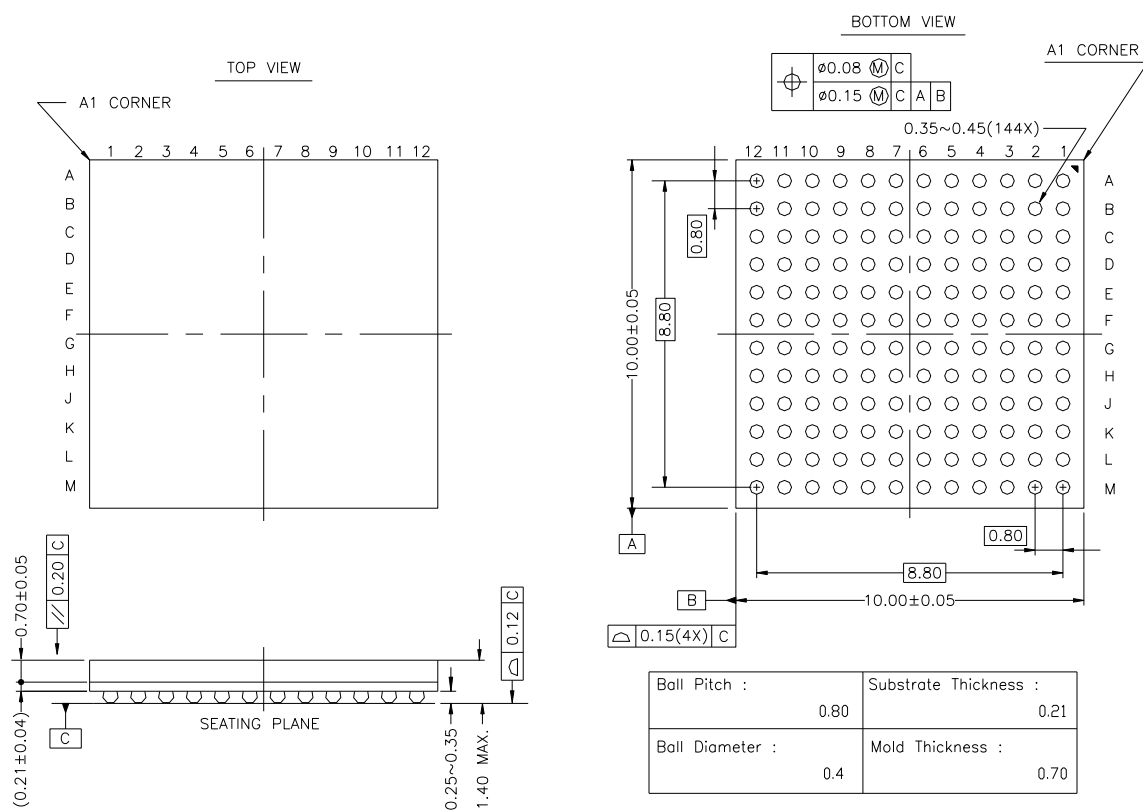 TOP VIEW
A1 CORNER
1 2 3 4 5 6 7 8 9 10 11 12
A
B
C
D
E
F
G
H
J
K
L
M
BOTTOM VIEW
A1 CORNER
⌀0.08 Ⓜ C
⌀0.15 Ⓜ C A B
0.35~0.45(144X)
12 11 10 9 8 7 6 5 4 3 2 1
A
B
C
D
E
F
G
H
J
K
L
M
0.80
8.80
10.00±0.05
A
0.80
8.80
B
10.00±0.05
0.15(4X) C
0.70±0.05
(0.21±0.04)
// 0.20 C
C
SEATING PLANE
0.25~0.35
1.40 MAX.
0.12 C
Ball Pitch :
0.80
Substrate Thickness :
0.21
Ball Diameter :
0.4
Mold Thickness :
0.70